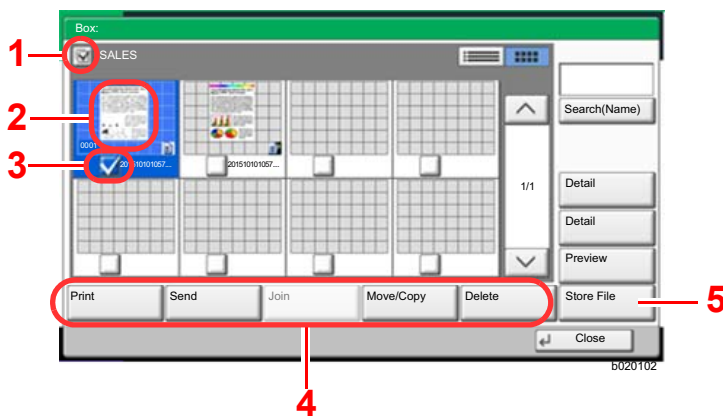 Box:
1
SALES
2
Search(Name)
0001
3
201510101057...
201510101057...
1/1
Detail
Detail
Preview
Print
Send
Join
Move/Copy
Delete
Store File
5
Close
b020102
4